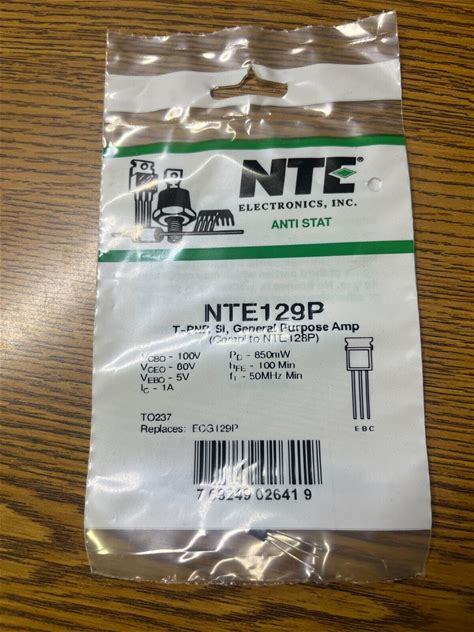 NTE®
ELECTRONICS, INC.
ANTI STAT
NTE129P
T-PNP, SI, General Purpose Amp
(Compl to NTE128P)
VCBO - 100V PD - 850mW
VCEO - 80V hFE - 100 Min
VEBO - 5V fT - 50MHz Min
IC - 1A
TO237
E B C
Replaces: ECG129P
7 68249 02641 9